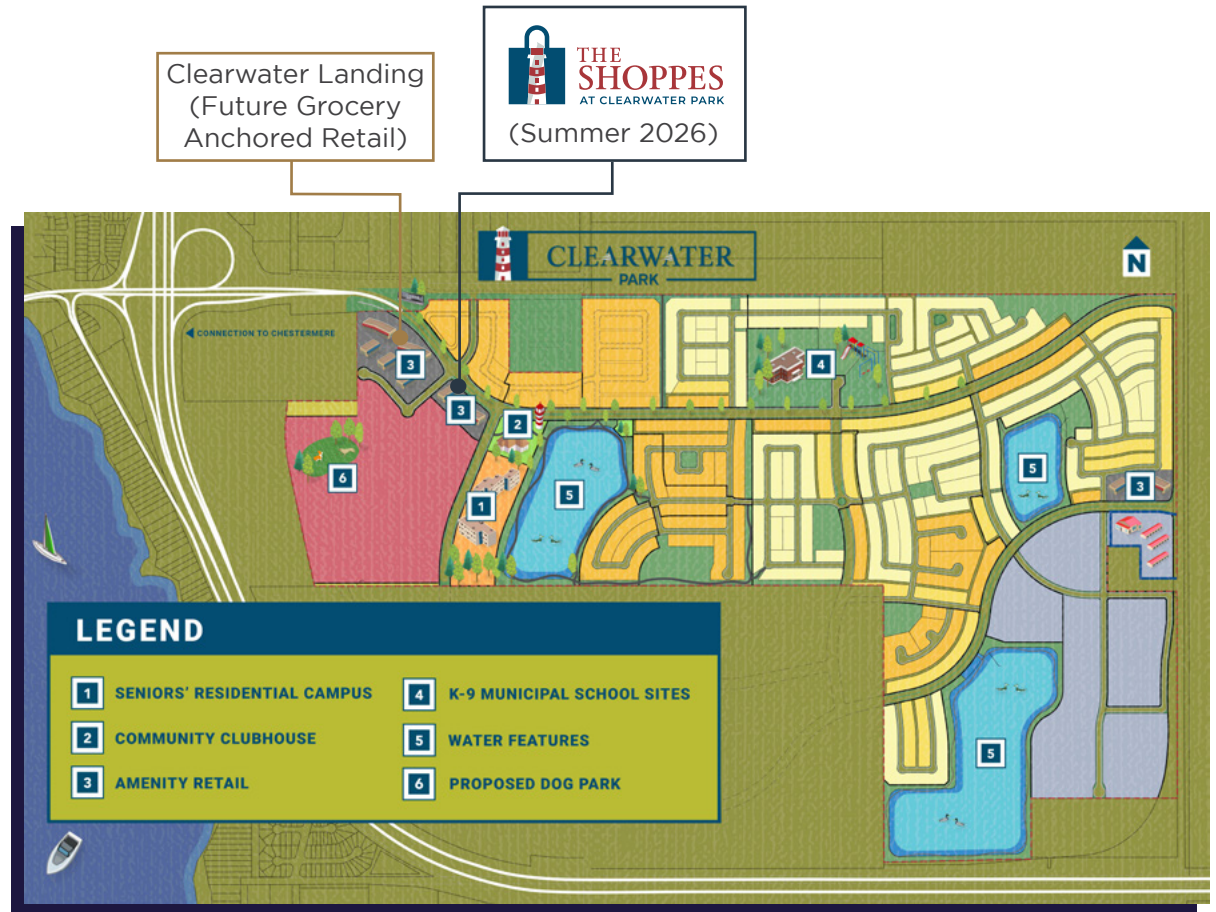 Clearwater Landing
(Future Grocery
Anchored Retail)
THE
SHOPPES
AT CLEARWATER PARK
(Summer 2026)
CLEARWATER
PARK
N
CONNECTION TO CHESTERMERE
3
4
3
2
5
3
6
1
5
5
LEGEND
1 SENIORS' RESIDENTIAL CAMPUS
2 COMMUNITY CLUBHOUSE
3 AMENITY RETAIL
4 K-9 MUNICIPAL SCHOOL SITES
5 WATER FEATURES
6 PROPOSED DOG PARK